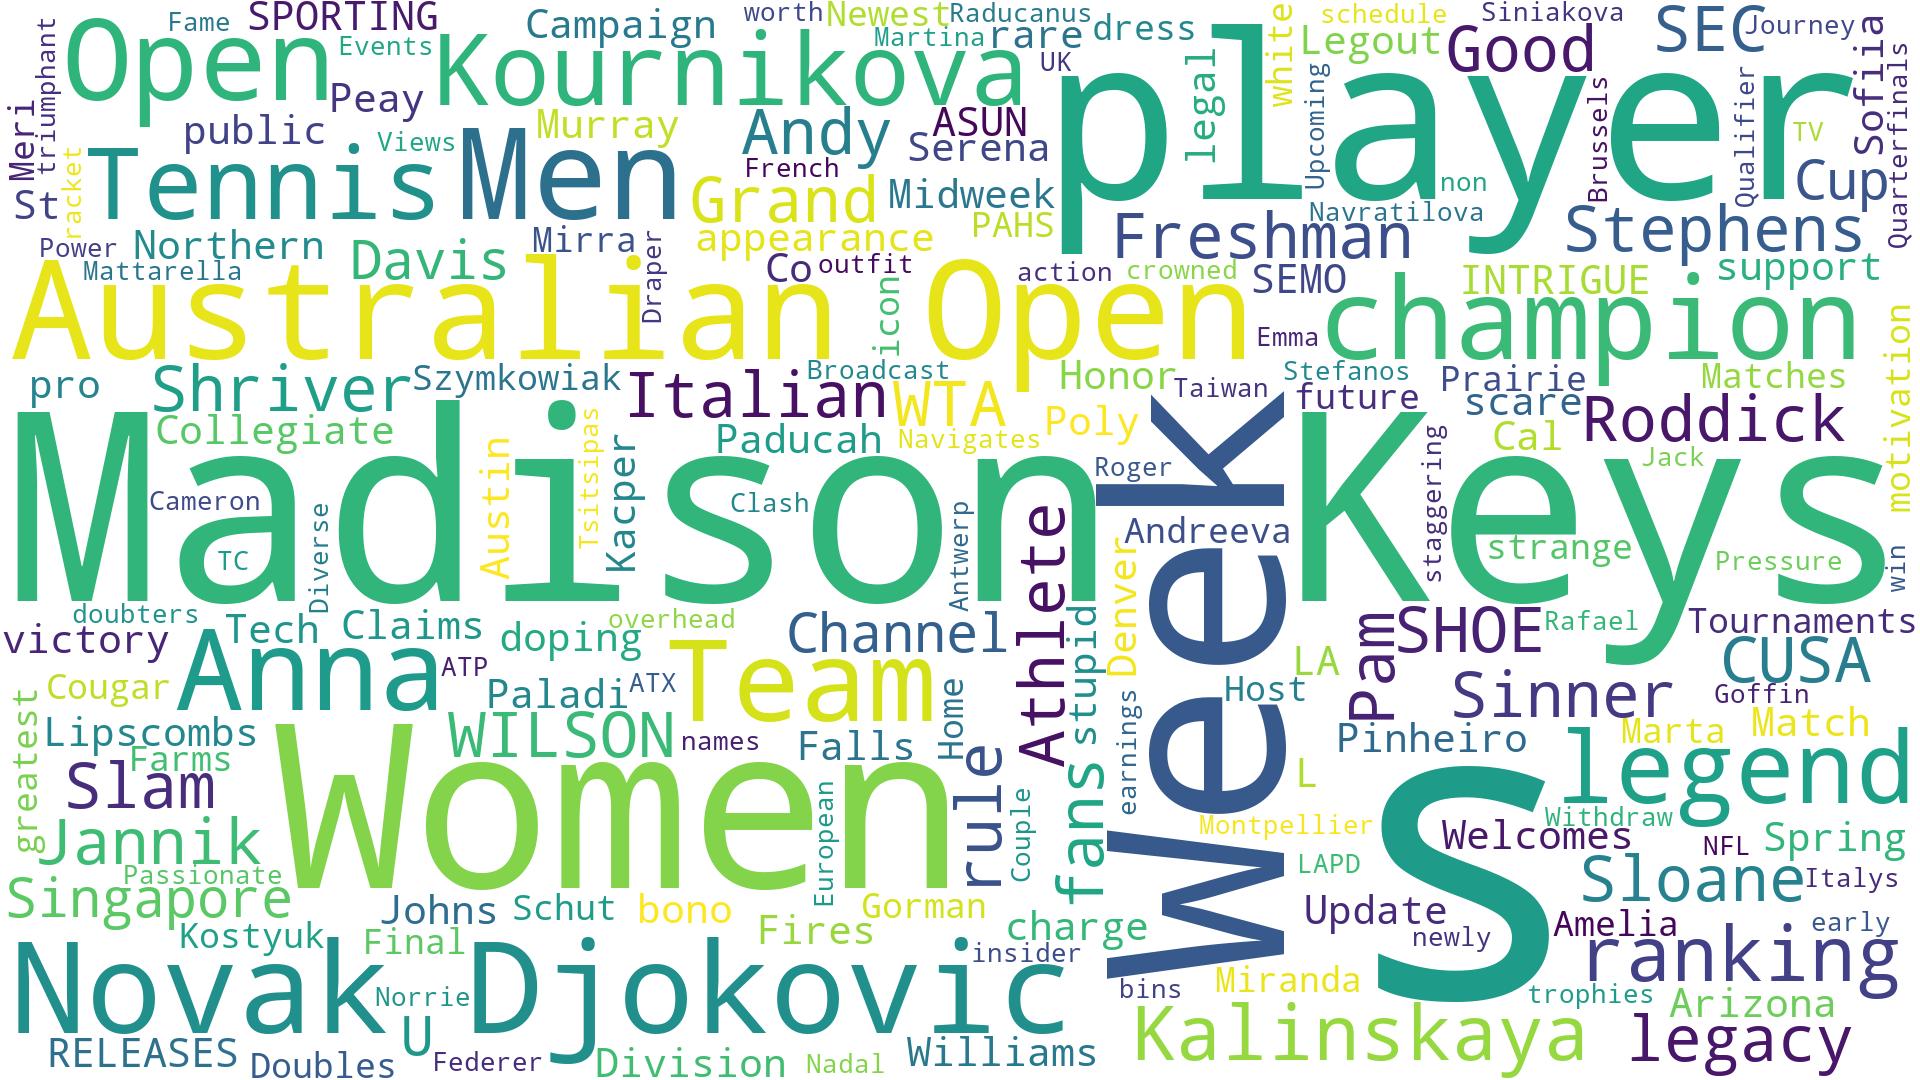 Fame
SPORTING
Campaign
worth
Newest
Raducanus
dress
schedule
Siniakova
SEC
Journey
Open
Events
Kournikova
Martina
rare
UK
legal
white
Legout
Good
Sofiia
triumphant
Peay
player
Upcoming
Brussels
Qualifier
Quarterfinals
Meri
public
Views
Murray
Andy
ASUN
Serena
TV
St
racket
Tennis
Men
French
Grand
Midweek
PAHS
non
Navratilova
Cup
Power
Northern
Mirra
appearance
Freshman
Stephens
Mattarella
Davis
Draper
Co
outfit
action
crowned
SEMO
INTRIGUE
support
Australian
icon
Open
Emma
champion
motivation
pro
Shriver
Szymkowiak
Italian
Broadcast
WTA
Honor
Taiwan
Stefanos
future
Prairie
scare
Matches
Collegiate
Paducah
Navigates
Poly
Roddick
Cal
Jack
Madison
Cameron
Austin
Tsitsipas
Kacper
Clash
Roger
Week
Keys
staggering
TC
Diverse
Antwerp
Athlete
Andreeva
Denver
strange
Pressure
win
doubters
victory
Tech
Claims
doping
overhead
Channel
stupid
Pam
SHOE
Rafael
Tournaments
Anna
ATP
Team
LA
CUSA
Cougar
Paladi
ATX
Host
Sinner
Goffin
greatest
Lipscombs
WILSON
names
Falls
Home
earnings
Pinheiro
Marta
Match
Farms
Slam
Women
rule
fans
L
legend
Jannik
European
Couple
Montpellier
S
Withdraw
Welcomes
NFL
Spring
Passionate
Singapore
LAPD
Sloane
Italys
Johns
Schut
bono
Gorman
Update
Amelia
early
Kostyuk
Final
Fires
charge
newly
ranking
Novak
Norrie
Djokovic
insider
bins
Miranda
trophies
Arizona
RELEASES
U
Doubles
Federer
Division
Nadal
Williams
Kalinskaya
legacy